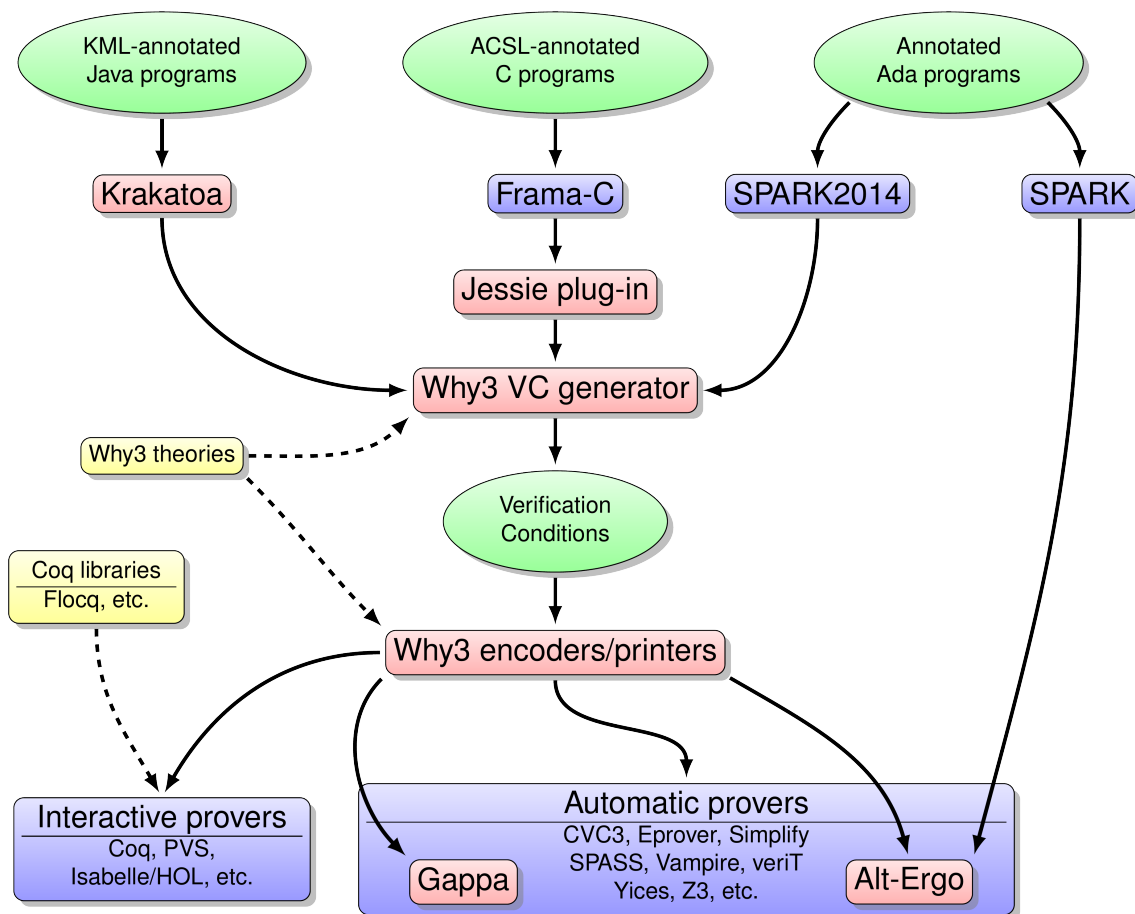 KML-annotated
Java programs
ACSL-annotated
C programs
Annotated
Ada programs
Krakatoa
Frama-C
SPARK2014
SPARK
Jessie plug-in
Why3 VC generator
Why3 theories
Verification
Conditions
Coq libraries
Flocq, etc.
Why3 encoders/printers
Interactive provers
Coq, PVS,
Isabelle/HOL, etc.
Automatic provers
CVC3, Eprover, Simplify
SPASS, Vampire, veriT
Yices, Z3, etc.
Gappa
Alt-Ergo